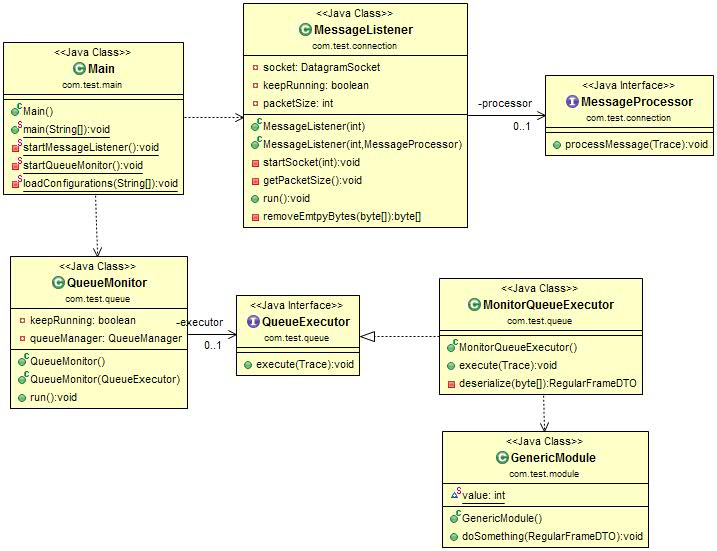 <<Java Class>>
Main
com.test.main
Main()
main(String[]):void
startMessageListener():void
startQueueMonitor():void
loadConfigurations(String[]):void
<<Java Class>>
MessageListener
com.test.connection
socket: DatagramSocket
keepRunning: boolean
packetSize: int
MessageListener(int)
MessageListener(int,MessageProcessor)
startSocket(int):void
getPacketSize():void
run():void
removeEmtpyBytes(byte[]):byte[]
-processor
0..1
<<Java Interface>>
MessageProcessor
com.test.connection
processMessage(Trace):void
<<Java Class>>
QueueMonitor
com.test.queue
keepRunning: boolean
queueManager: QueueManager
QueueMonitor()
QueueMonitor(QueueExecutor)
run():void
-executor
0..1
<<Java Interface>>
QueueExecutor
com.test.queue
execute(Trace):void
<<Java Class>>
MonitorQueueExecutor
com.test.queue
MonitorQueueExecutor()
execute(Trace):void
deserialize(byte[]):RegularFrameDTO
<<Java Class>>
GenericModule
com.test.module
value: int
GenericModule()
doSomething(RegularFrameDTO):void